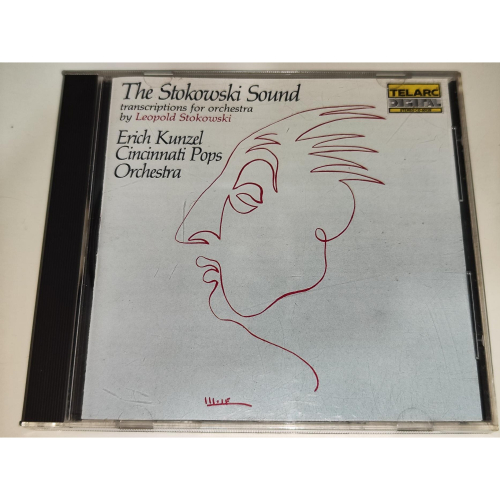 The Stokowski Sound
transcriptions for orchestra
by Leopold Stokowski
Erich Kunzel
Cincinnati Pops
Orchestra
TELARC
DIGITAL